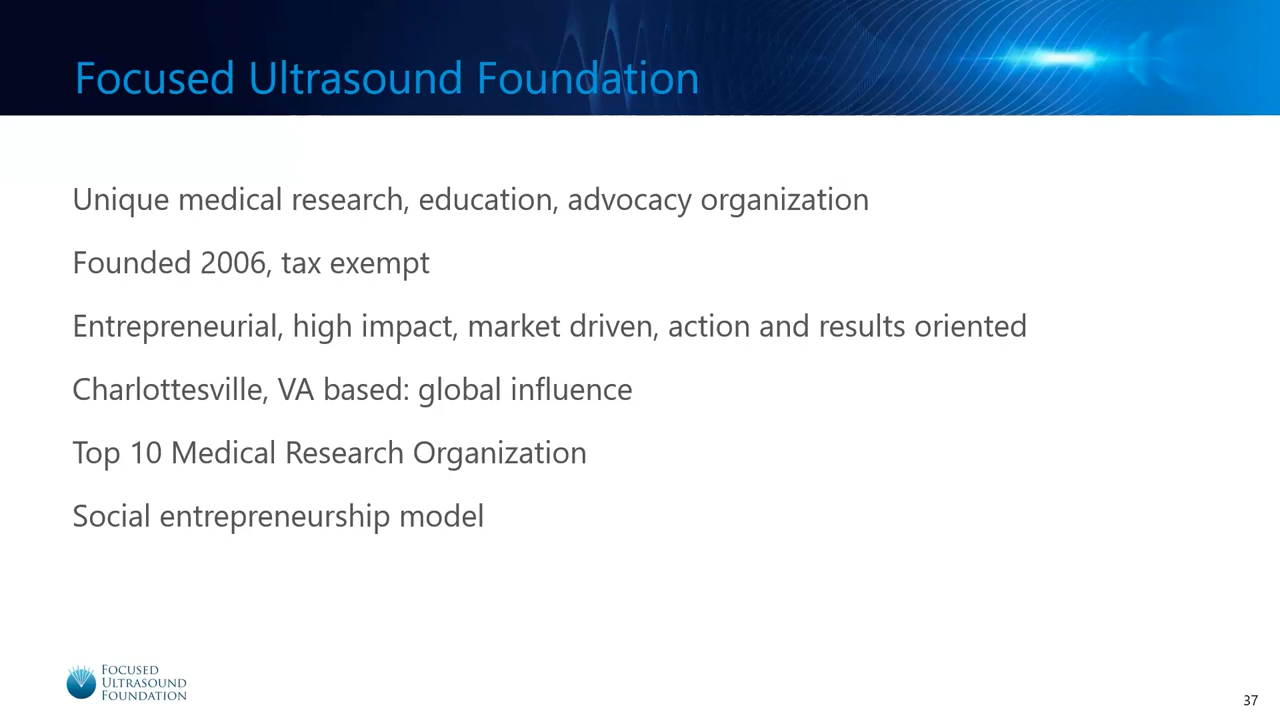 Focused Ultrasound Foundation
Unique medical research, education, advocacy organization
Founded 2006, tax exempt
Entrepreneurial, high impact, market driven, action and results oriented
Charlottesville, VA based: global influence
Top 10 Medical Research Organization
Social entrepreneurship model
FOCUSED
ULTRASOUND
FOUNDATION
37